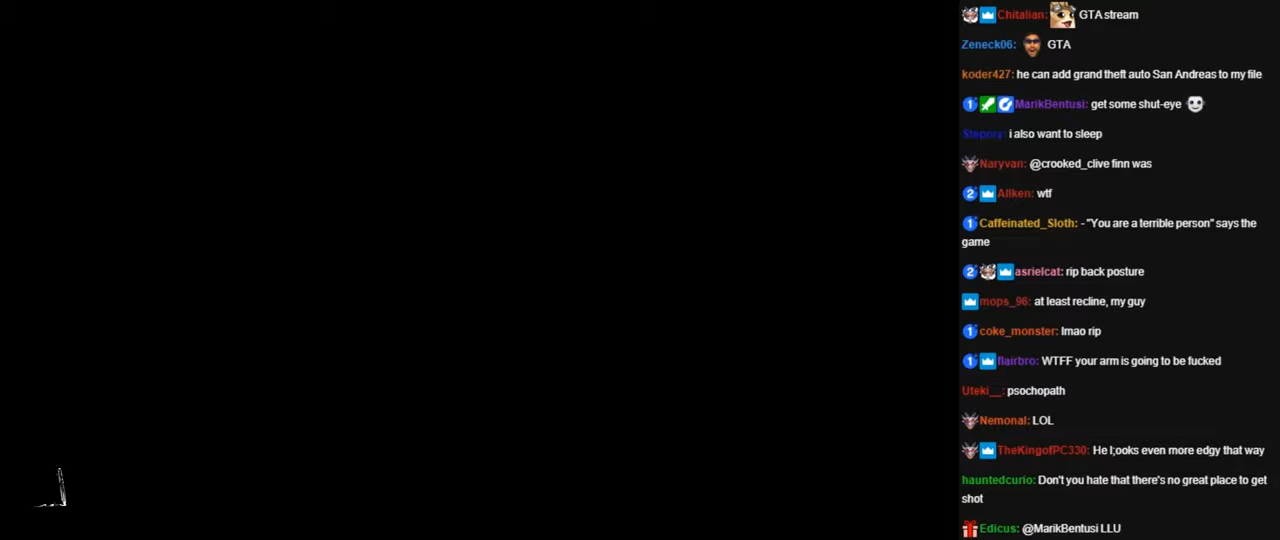 Chitalian: GTA stream
Zeneck06: GTA
koder427: he can add grand theft auto San Andreas to my file
MarikBentusi: get some shut-eye
Stepory: i also want to sleep
Naryvan: @crooked_clive finn was
Allken: wtf
Caffeinated_Sloth: - "You are a terrible person" says the
game
asrielcat: rip back posture
mops_96: at least recline, my guy
coke_monster: lmao rip
flairbro: WTFF your arm is going to be fucked
Uteki__: psochopath
Nemonal: LOL
TheKingofPC330: He l;ooks even more edgy that way
hauntedcurio: Don't you hate that there's no great place to get
shot
Edicus: @MarikBentusi LLU